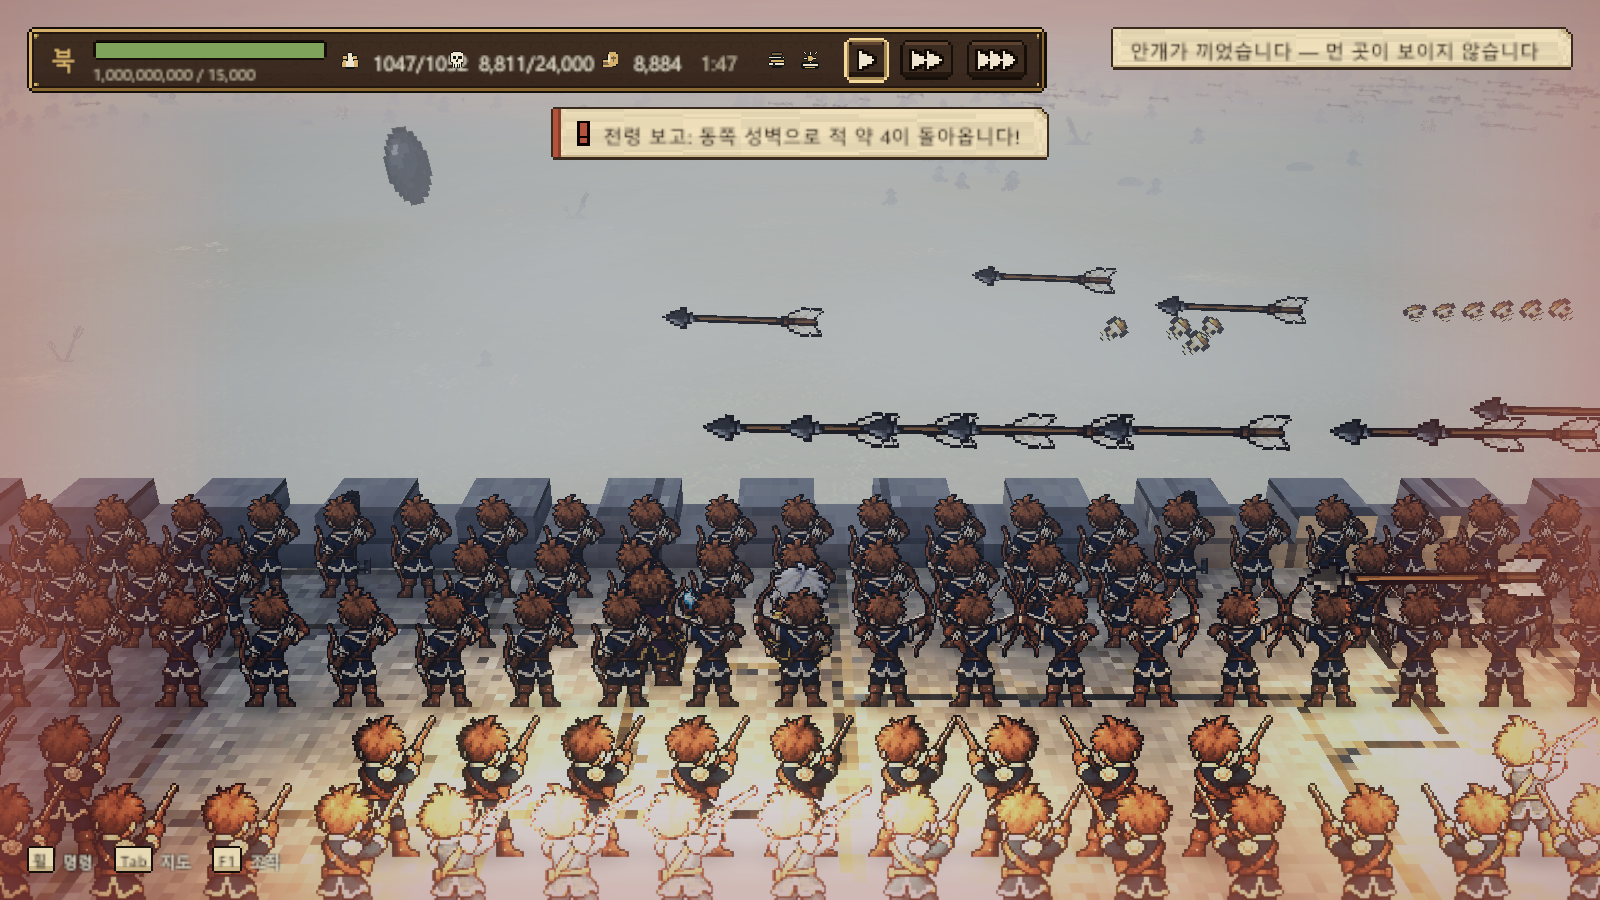 북 1047/1052 8,811/24,000 8,884 1:47
1,000,000,000 / 15,000
안개가 끼었습니다 — 먼 곳이 보이지 않습니다
전령 보고: 동쪽 성벽으로 적 약 4이 돌아옵니다!
휠 명령 Tab 지도 F1 조작